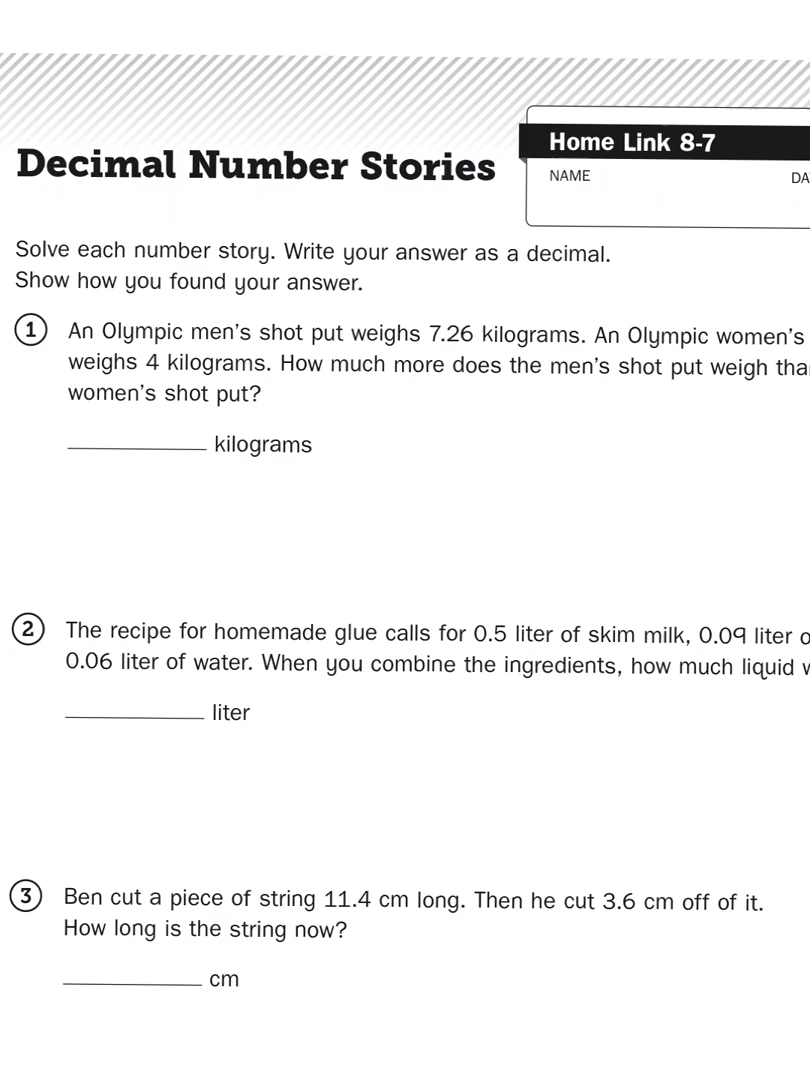 Home Link 8-7
Decimal Number Stories
NAME
Solve each number story. Write your answer as a decimal.
Show how you found your answer.
1 An Olympic men's shot put weighs 7.26 kilograms. An Olympic women's
weighs 4 kilograms. How much more does the men's shot put weigh
women's shot put?
kilograms
2 The recipe for homemade glue calls for 0.5 liter of skim milk, 0.09 liter
0.06 liter of water. When you combine the ingredients, how much liquid
liter
3 Ben cut a piece of string 11.4 cm long. Then he cut 3.6 cm off of it.
How long is the string now?
cm